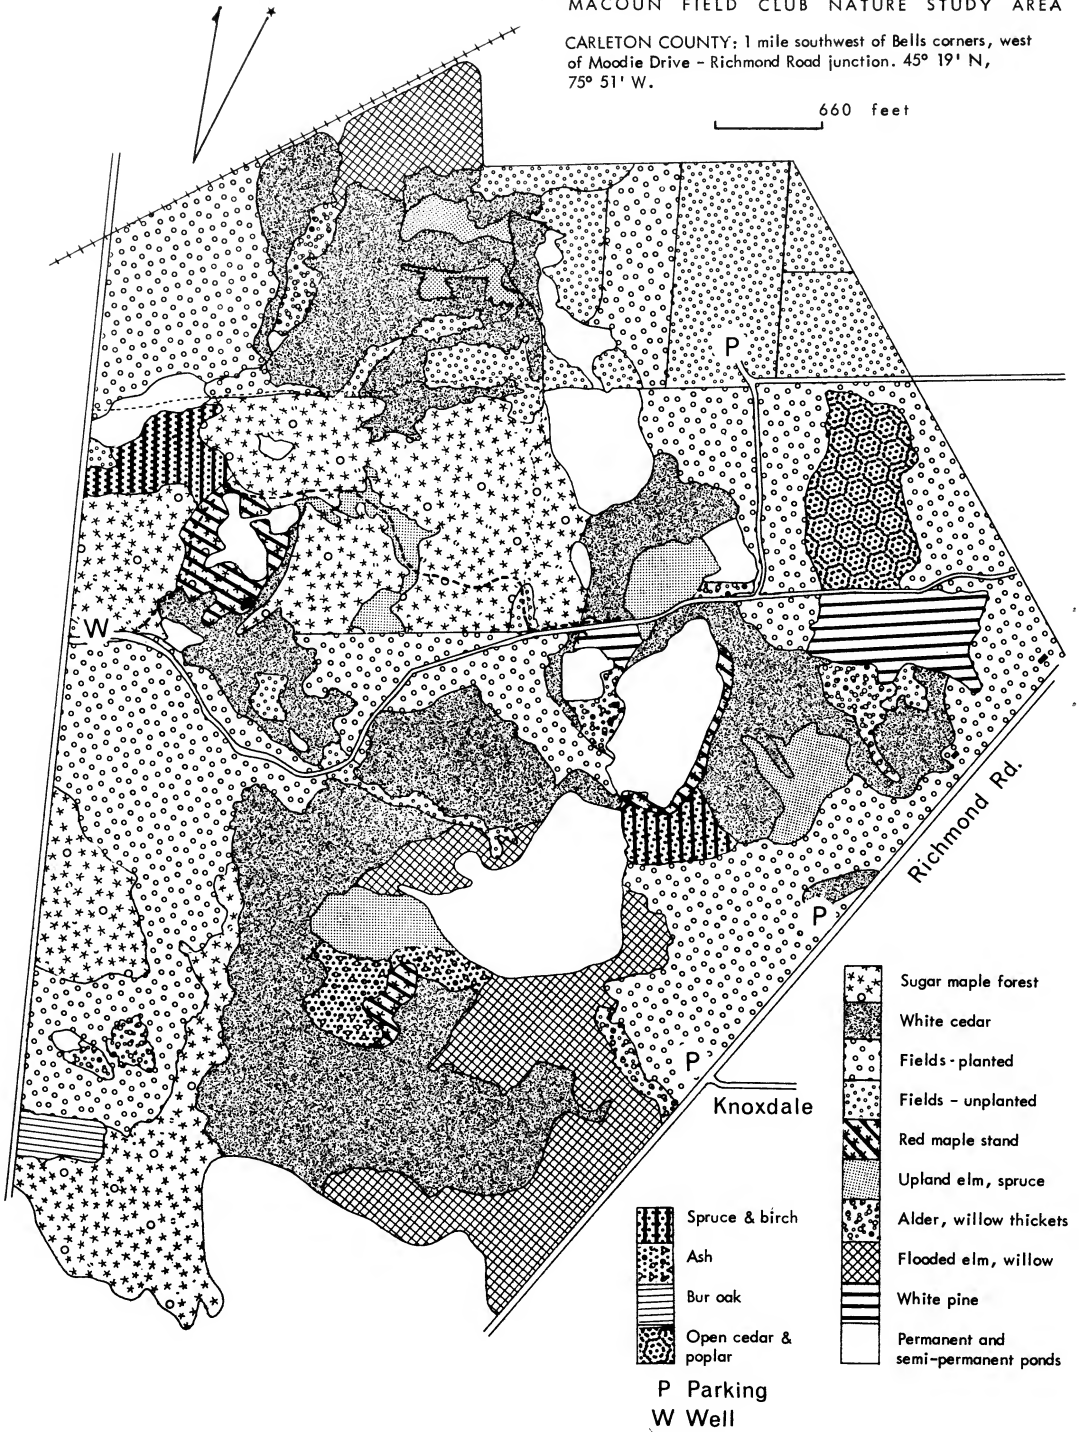 MACOUN FIELD CLUB NATURE STUDY AREA
CARLETON COUNTY: 1 mile southwest of Bells corners, west
of Moodie Drive - Richmond Road junction. 45° 19' N,
75° 51' W.
660 feet
P
W
Richmond Rd.
P
P
Knoxdale
Sugar maple forest
White cedar
Fields - planted
Fields - unplanted
Red maple stand
Upland elm, spruce
Alder, willow thickets
Flooded elm, willow
White pine
Permanent and
semi-permanent ponds
Spruce & birch
Ash
Bur oak
Open cedar &
poplar
P Parking
W Well